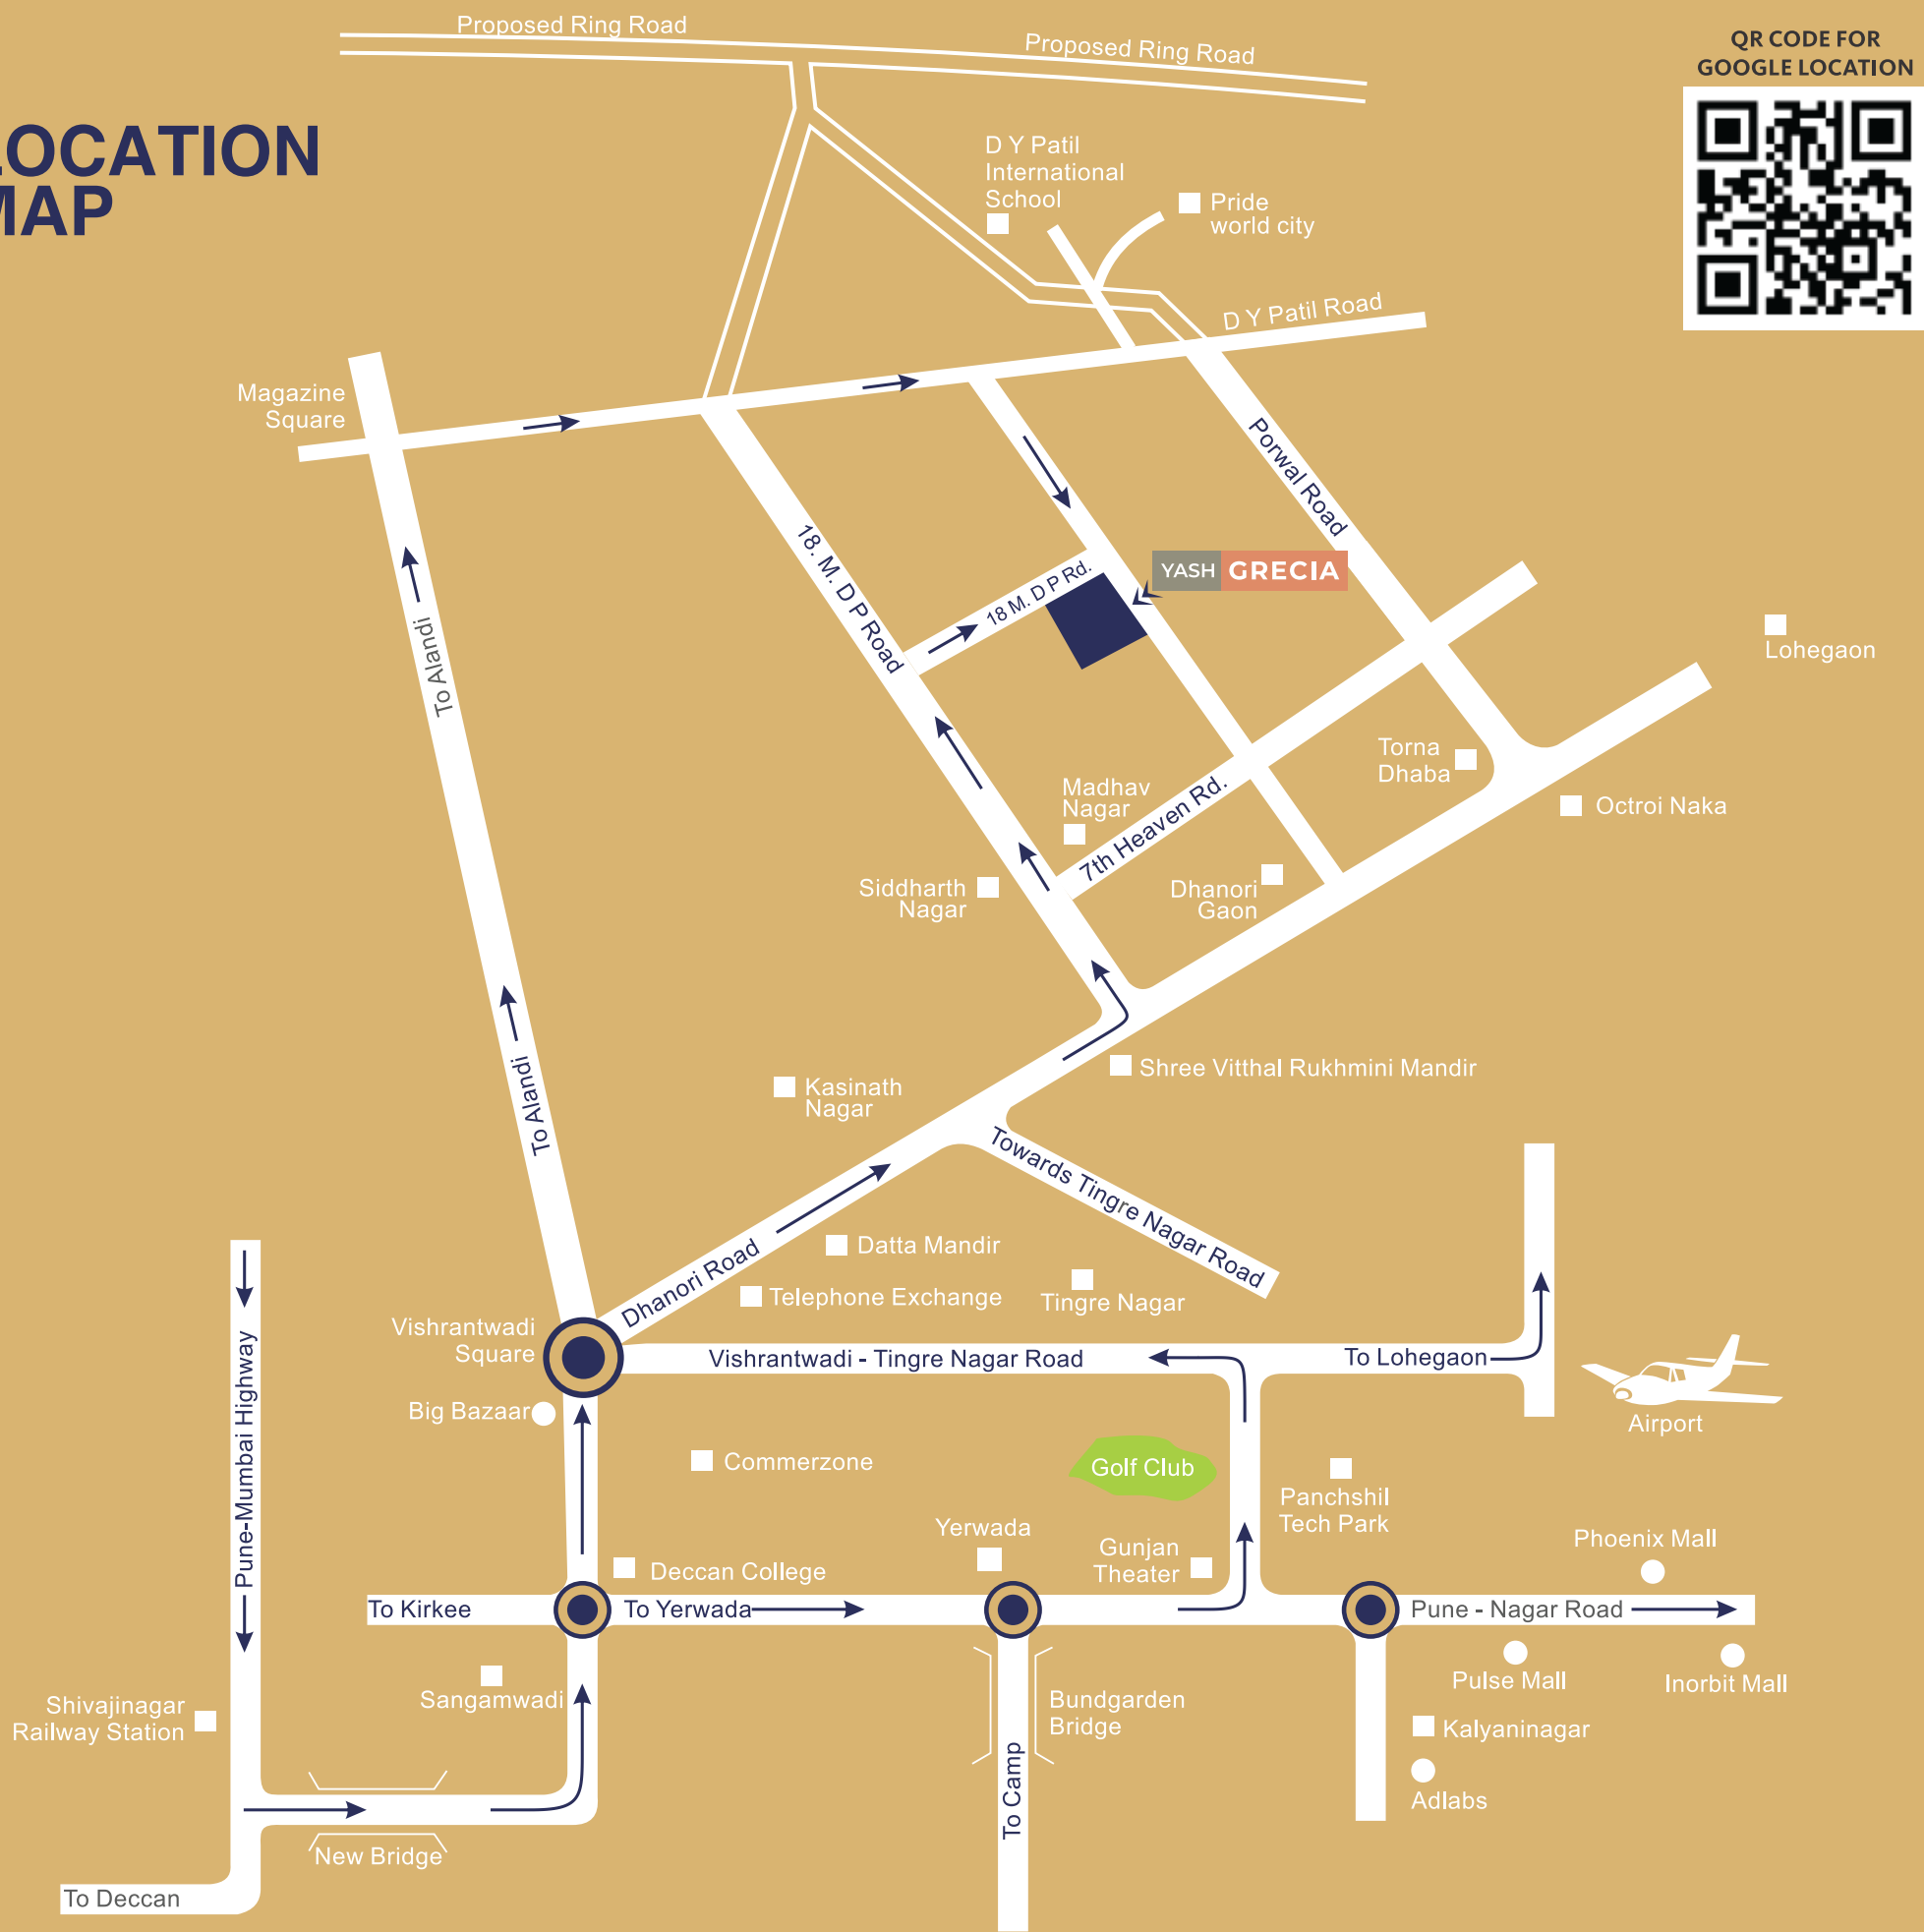 Proposed Ring Road
Proposed Ring Road
QR CODE FOR
GOOGLE LOCATION
LOCATION
MAP
D Y Patil
International
School
Pride
world city
D Y Patil Road
Magazine
Square
Porwal Road
18. M. D P Road
18 M. D P Rd.
YASH GRECIA
To Alandi
Lohegaon
Torna
Dhaba
Madhav
Nagar
7th Heaven Rd.
Octroi Naka
Siddharth
Nagar
Dhanori
Gaon
Shree Vitthal Rukhmini Mandir
Kasinath
Nagar
To Alandi
Towards Tingre Nagar Road
Datta Mandir
Dhanori Road
Telephone Exchange
Tingre Nagar
Vishrantwadi
Square
Vishrantwadi - Tingre Nagar Road
To Lohegaon
Airport
Big Bazaar
Pune-Mumbai Highway
Commerzone
Golf Club
Panchshil
Tech Park
Yerwada
Gunjan
Theater
Phoenix Mall
Deccan College
To Kirkee
To Yerwada
Pune - Nagar Road
Sangamwadi
Pulse Mall
Inorbit Mall
Shivajinagar
Railway Station
Bundgarden
Bridge
Kalyaninagar
To Camp
Adlabs
New Bridge
To Deccan